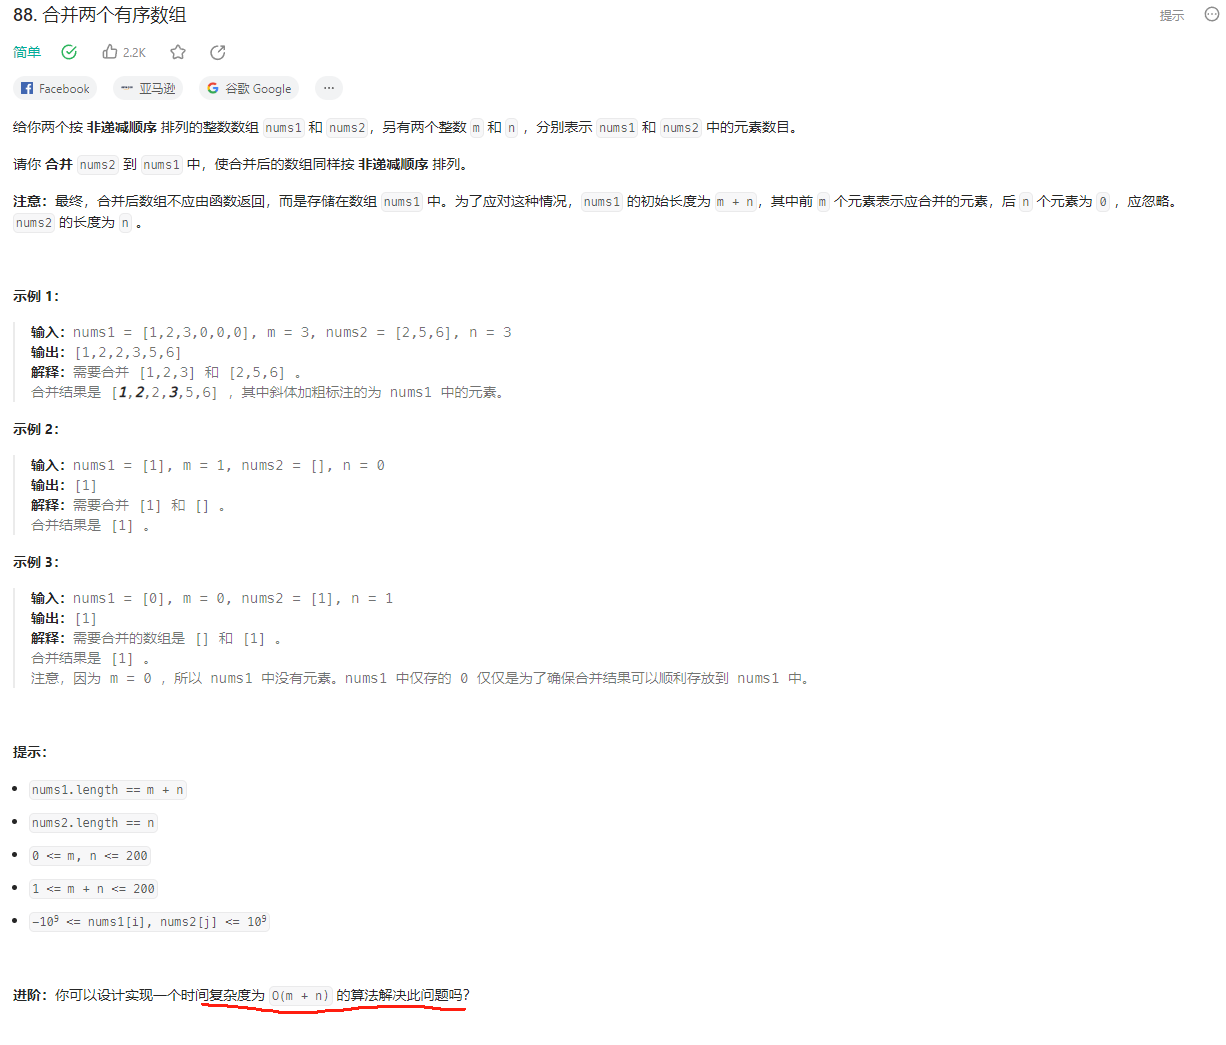 88. 合并两个有序数组
提示
简单
2.2K
Facebook
亚马逊
谷歌 Google
给你两个按 非递减顺序 排列的整数数组 nums1 和 nums2，另有两个整数 m 和 n ，分别表示 nums1 和 nums2 中的元素数目。
请你 合并 nums2 到 nums1 中，使合并后的数组同样按 非递减顺序 排列。
注意：最终，合并后数组不应由函数返回，而是存储在数组 nums1 中。为了应对这种情况，nums1 的初始长度为 m + n，其中前 m 个元素表示应合并的元素，后 n 个元素为 0 ，应忽略。
nums2 的长度为 n 。
示例 1：
输入：nums1 = [1,2,3,0,0,0], m = 3, nums2 = [2,5,6], n = 3
输出：[1,2,2,3,5,6]
解释：需要合并 [1,2,3] 和 [2,5,6] 。
合并结果是 [1,2,2,3,5,6] ，其中斜体加粗标注的为 nums1 中的元素。
示例 2：
输入：nums1 = [1], m = 1, nums2 = [], n = 0
输出：[1]
解释：需要合并 [1] 和 [] 。
合并结果是 [1] 。
示例 3：
输入：nums1 = [0], m = 0, nums2 = [1], n = 1
输出：[1]
解释：需要合并的数组是 [] 和 [1] 。
合并结果是 [1] 。
注意，因为 m = 0 ，所以 nums1 中没有元素。nums1 中仅存的 0 仅仅是为了确保合并结果可以顺利存放到 nums1 中。
提示：
nums1.length == m + n
nums2.length == n
0 <= m, n <= 200
1 <= m + n <= 200
-10⁹ <= nums1[i], nums2[j] <= 10⁹
进阶：你可以设计实现一个时间复杂度为 O(m + n) 的算法解决此问题吗？